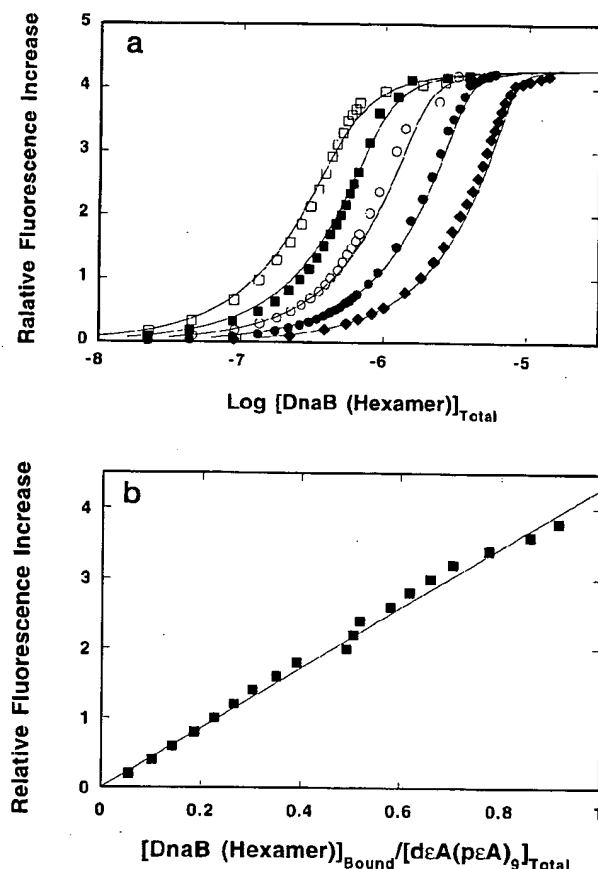 a
Ralative Fluorescence Increase
4
3
2
1
0
-8 -7 -6 -5
Log [DnaB (Hexamer)]Total
b
Relative Fluorescence Increase
4
3
2
1
0
0 0.2 0.4 0.6 0.8 1
[DnaB (Hexamer)]Bound/[dεA(pεA)9]Total